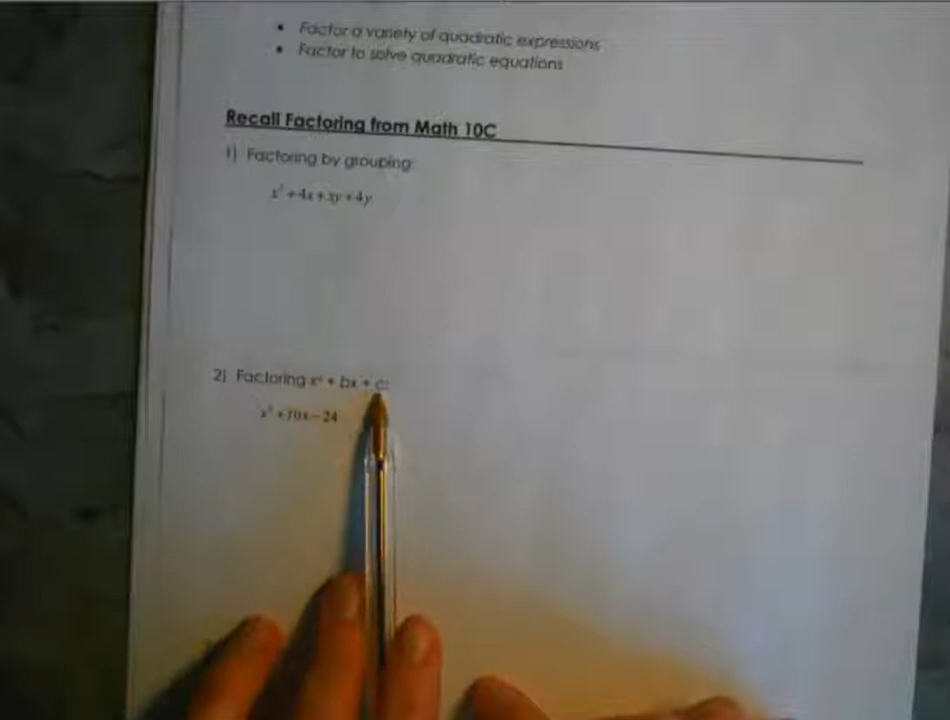 • Factor a variety of quadratic expressions
• Factor to solve quadratic equations
Recall Factoring from Math 10C
1) Factoring by grouping:
x² + 4x + xy + 4y
2) Factoring x² + bx + c:
x² + 10x − 24